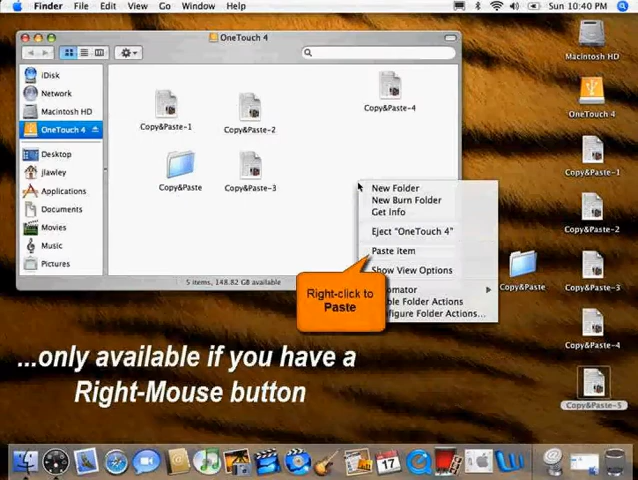 Finder File Edit View Go Window Help
SUN 10:40 PM
OneTouch 4
iDisk
Network
Macintosh HD
OneTouch 4
Desktop
jlawley
Applications
Documents
Movies
Music
Pictures
Copy&Paste-1
Copy&Paste-2
Copy&Paste-4
Copy&Paste
Copy&Paste-3
5 items, 148.82 GB available
New Folder
New Burn Folder
Get Info
Eject "OneTouch 4"
Paste item
Show View Options
omator
ble Folder Actions
figure Folder Actions...
Right-click to
Paste
...only available if you have a
Right-Mouse button
Macintosh HD
OneTouch 4
Copy&Paste-1
Copy&Paste-2
Copy&Paste
Copy&Paste-3
Copy&Paste-4
Copy&Paste-5
17